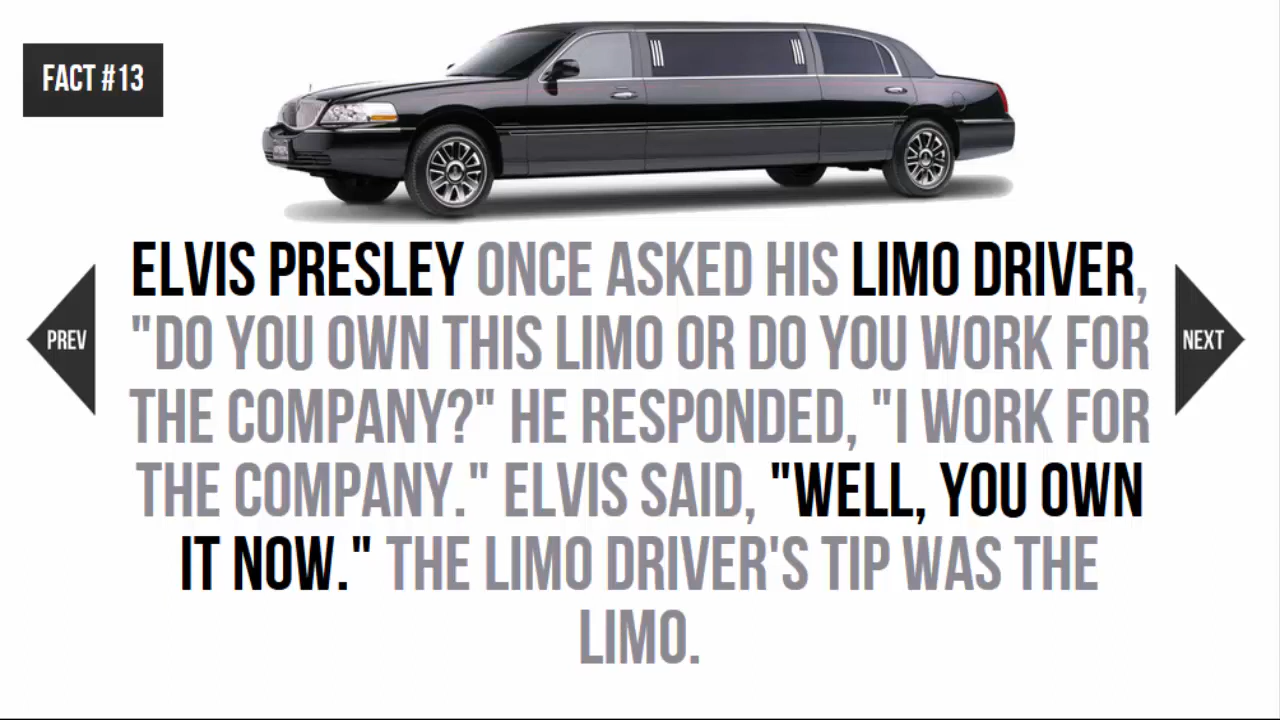 FACT #13
ELVIS PRESLEY ONCE ASKED HIS LIMO DRIVER,
"DO YOU OWN THIS LIMO OR DO YOU WORK FOR
PREV
NEXT
THE COMPANY?" HE RESPONDED, "I WORK FOR
THE COMPANY." ELVIS SAID, "WELL, YOU OWN
IT NOW." THE LIMO DRIVER'S TIP WAS THE
LIMO.